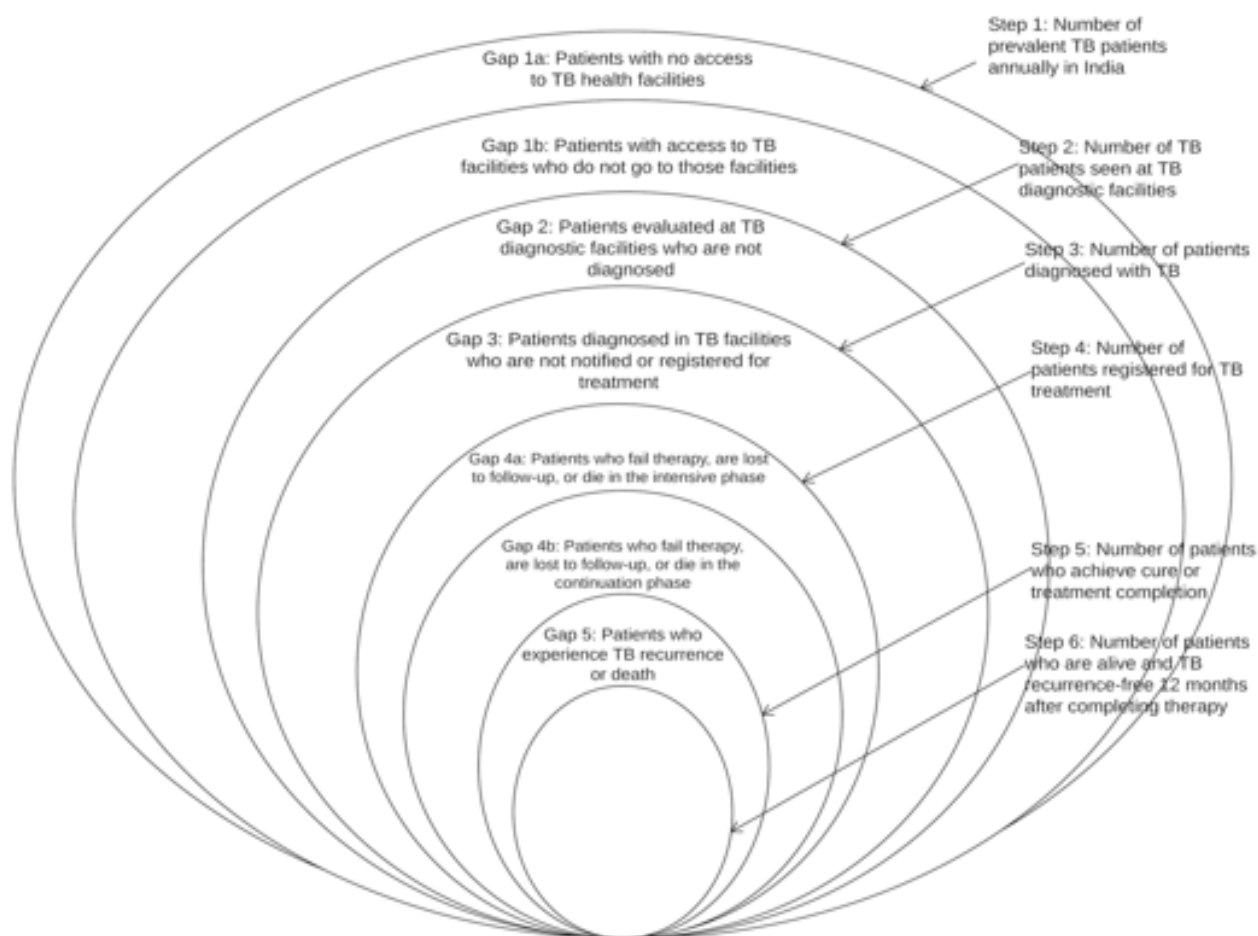 Step 1: Number of
prevalent TB patients
annually in India
Gap 1a: Patients with no access
to TB health facilities
Gap 1b: Patients with access to TB
facilities who do not go to those facilities
Step 2: Number of TB
patients seen at TB
diagnostic facilities
Gap 2: Patients evaluated at TB
diagnostic facilities who are not
diagnosed
Step 3: Number of patients
diagnosed with TB
Gap 3: Patients diagnosed in TB facilities
who are not notified or registered for
treatment
Step 4: Number of
patients registered for TB
treatment
Gap 4a: Patients who fail therapy, are lost
to follow-up, or die in the intensive phase
Gap 4b: Patients who fail therapy,
are lost to follow-up, or die in the
continuation phase
Step 5: Number of patients
who achieve cure or
treatment completion
Gap 5: Patients who
experience TB recurrence
or death
Step 6: Number of patients
who are alive and TB
recurrence-free 12 months
after completing therapy